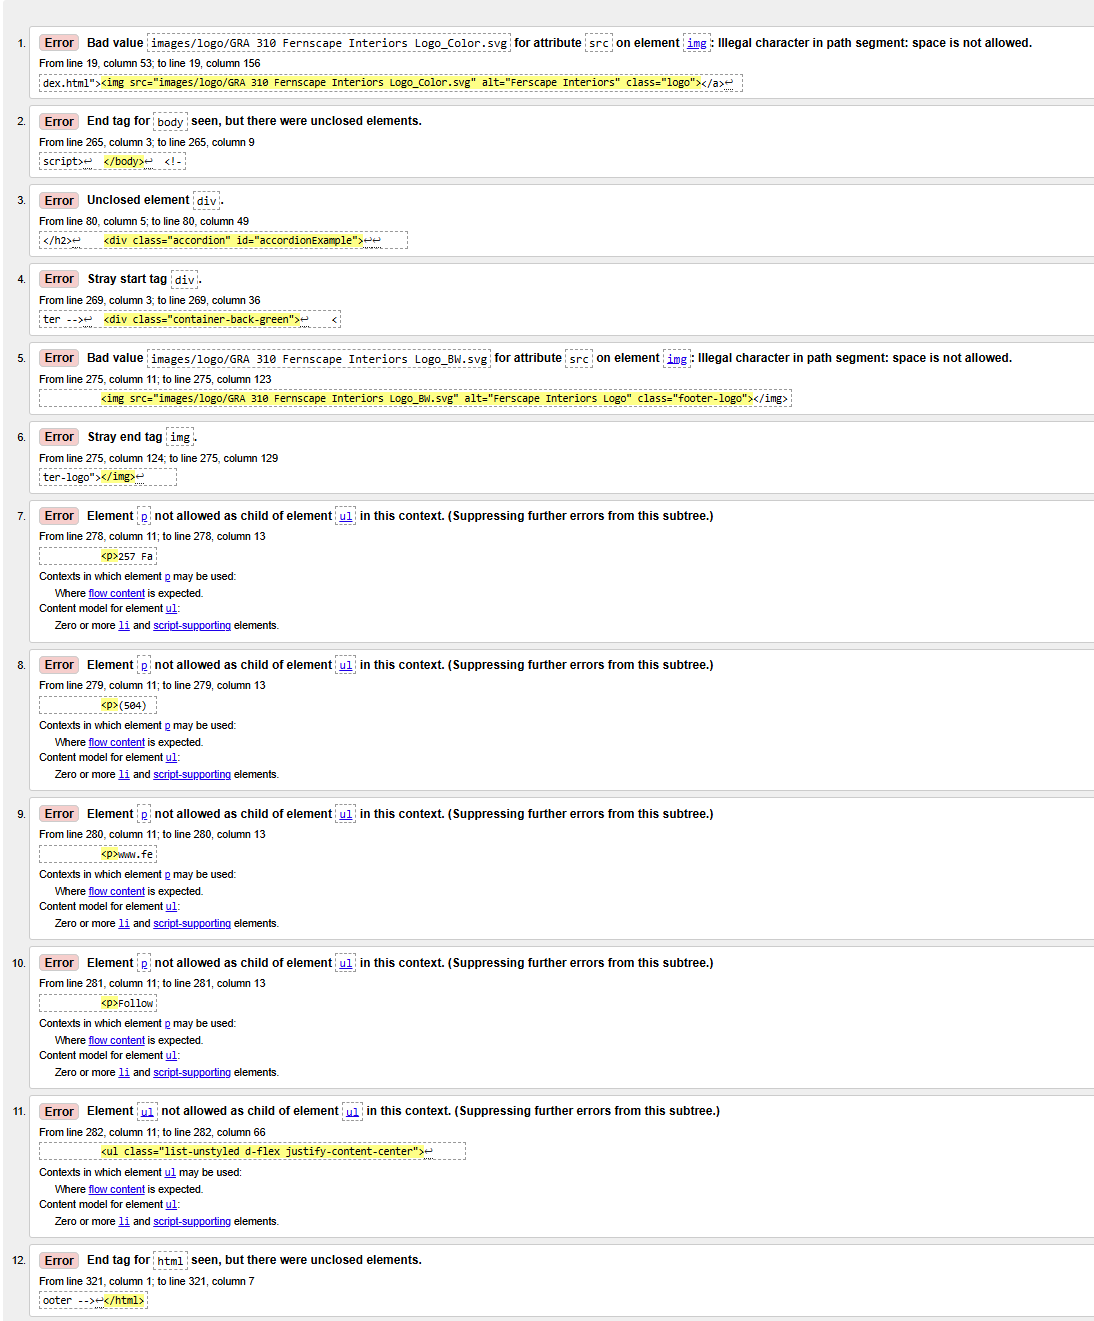 1. Error Bad value images/logo/GRA 310 Fernscape Interiors Logo_Color.svg for attribute src on element img: Illegal character in path segment: space is not allowed.
From line 19, column 53; to line 19, column 156
dex.html"><img src="images/logo/GRA 310 Fernscape Interiors Logo_Color.svg" alt="Ferscape Interiors" class="logo"></a>↩
2. Error End tag for body seen, but there were unclosed elements.
From line 265, column 3; to line 265, column 9
script>↩ </body>↩ <!-
3. Error Unclosed element div.
From line 80, column 5; to line 80, column 49
</h2>↩ <div class="accordion" id="accordionExample">↩↩
4. Error Stray start tag div.
From line 269, column 3; to line 269, column 36
ter -->↩ <div class="container-back-green">↩ <
5. Error Bad value images/logo/GRA 310 Fernscape Interiors Logo_BW.svg for attribute src on element img: Illegal character in path segment: space is not allowed.
From line 275, column 11; to line 275, column 123
<img src="images/logo/GRA 310 Fernscape Interiors Logo_BW.svg" alt="Ferscape Interiors Logo" class="footer-logo"></img>
6. Error Stray end tag img.
From line 275, column 124; to line 275, column 129
ter-logo"></img>↩
7. Error Element p not allowed as child of element ul in this context. (Suppressing further errors from this subtree.)
From line 278, column 11; to line 278, column 13
<p>257 Fa
Contexts in which element p may be used:
Where flow content is expected.
Content model for element ul:
Zero or more li and script-supporting elements.
8. Error Element p not allowed as child of element ul in this context. (Suppressing further errors from this subtree.)
From line 279, column 11; to line 279, column 13
<p>(504)
Contexts in which element p may be used:
Where flow content is expected.
Content model for element ul:
Zero or more li and script-supporting elements.
9. Error Element p not allowed as child of element ul in this context. (Suppressing further errors from this subtree.)
From line 280, column 11; to line 280, column 13
<p>www.fe
Contexts in which element p may be used:
Where flow content is expected.
Content model for element ul:
Zero or more li and script-supporting elements.
10. Error Element p not allowed as child of element ul in this context. (Suppressing further errors from this subtree.)
From line 281, column 11; to line 281, column 13
<p>Follow
Contexts in which element p may be used:
Where flow content is expected.
Content model for element ul:
Zero or more li and script-supporting elements.
11. Error Element ul not allowed as child of element ul in this context. (Suppressing further errors from this subtree.)
From line 282, column 11; to line 282, column 66
<ul class="list-unstyled d-flex justify-content-center">↩
Contexts in which element ul may be used:
Where flow content is expected.
Content model for element ul:
Zero or more li and script-supporting elements.
12. Error End tag for html seen, but there were unclosed elements.
From line 321, column 1; to line 321, column 7
ooter -->↩</html>